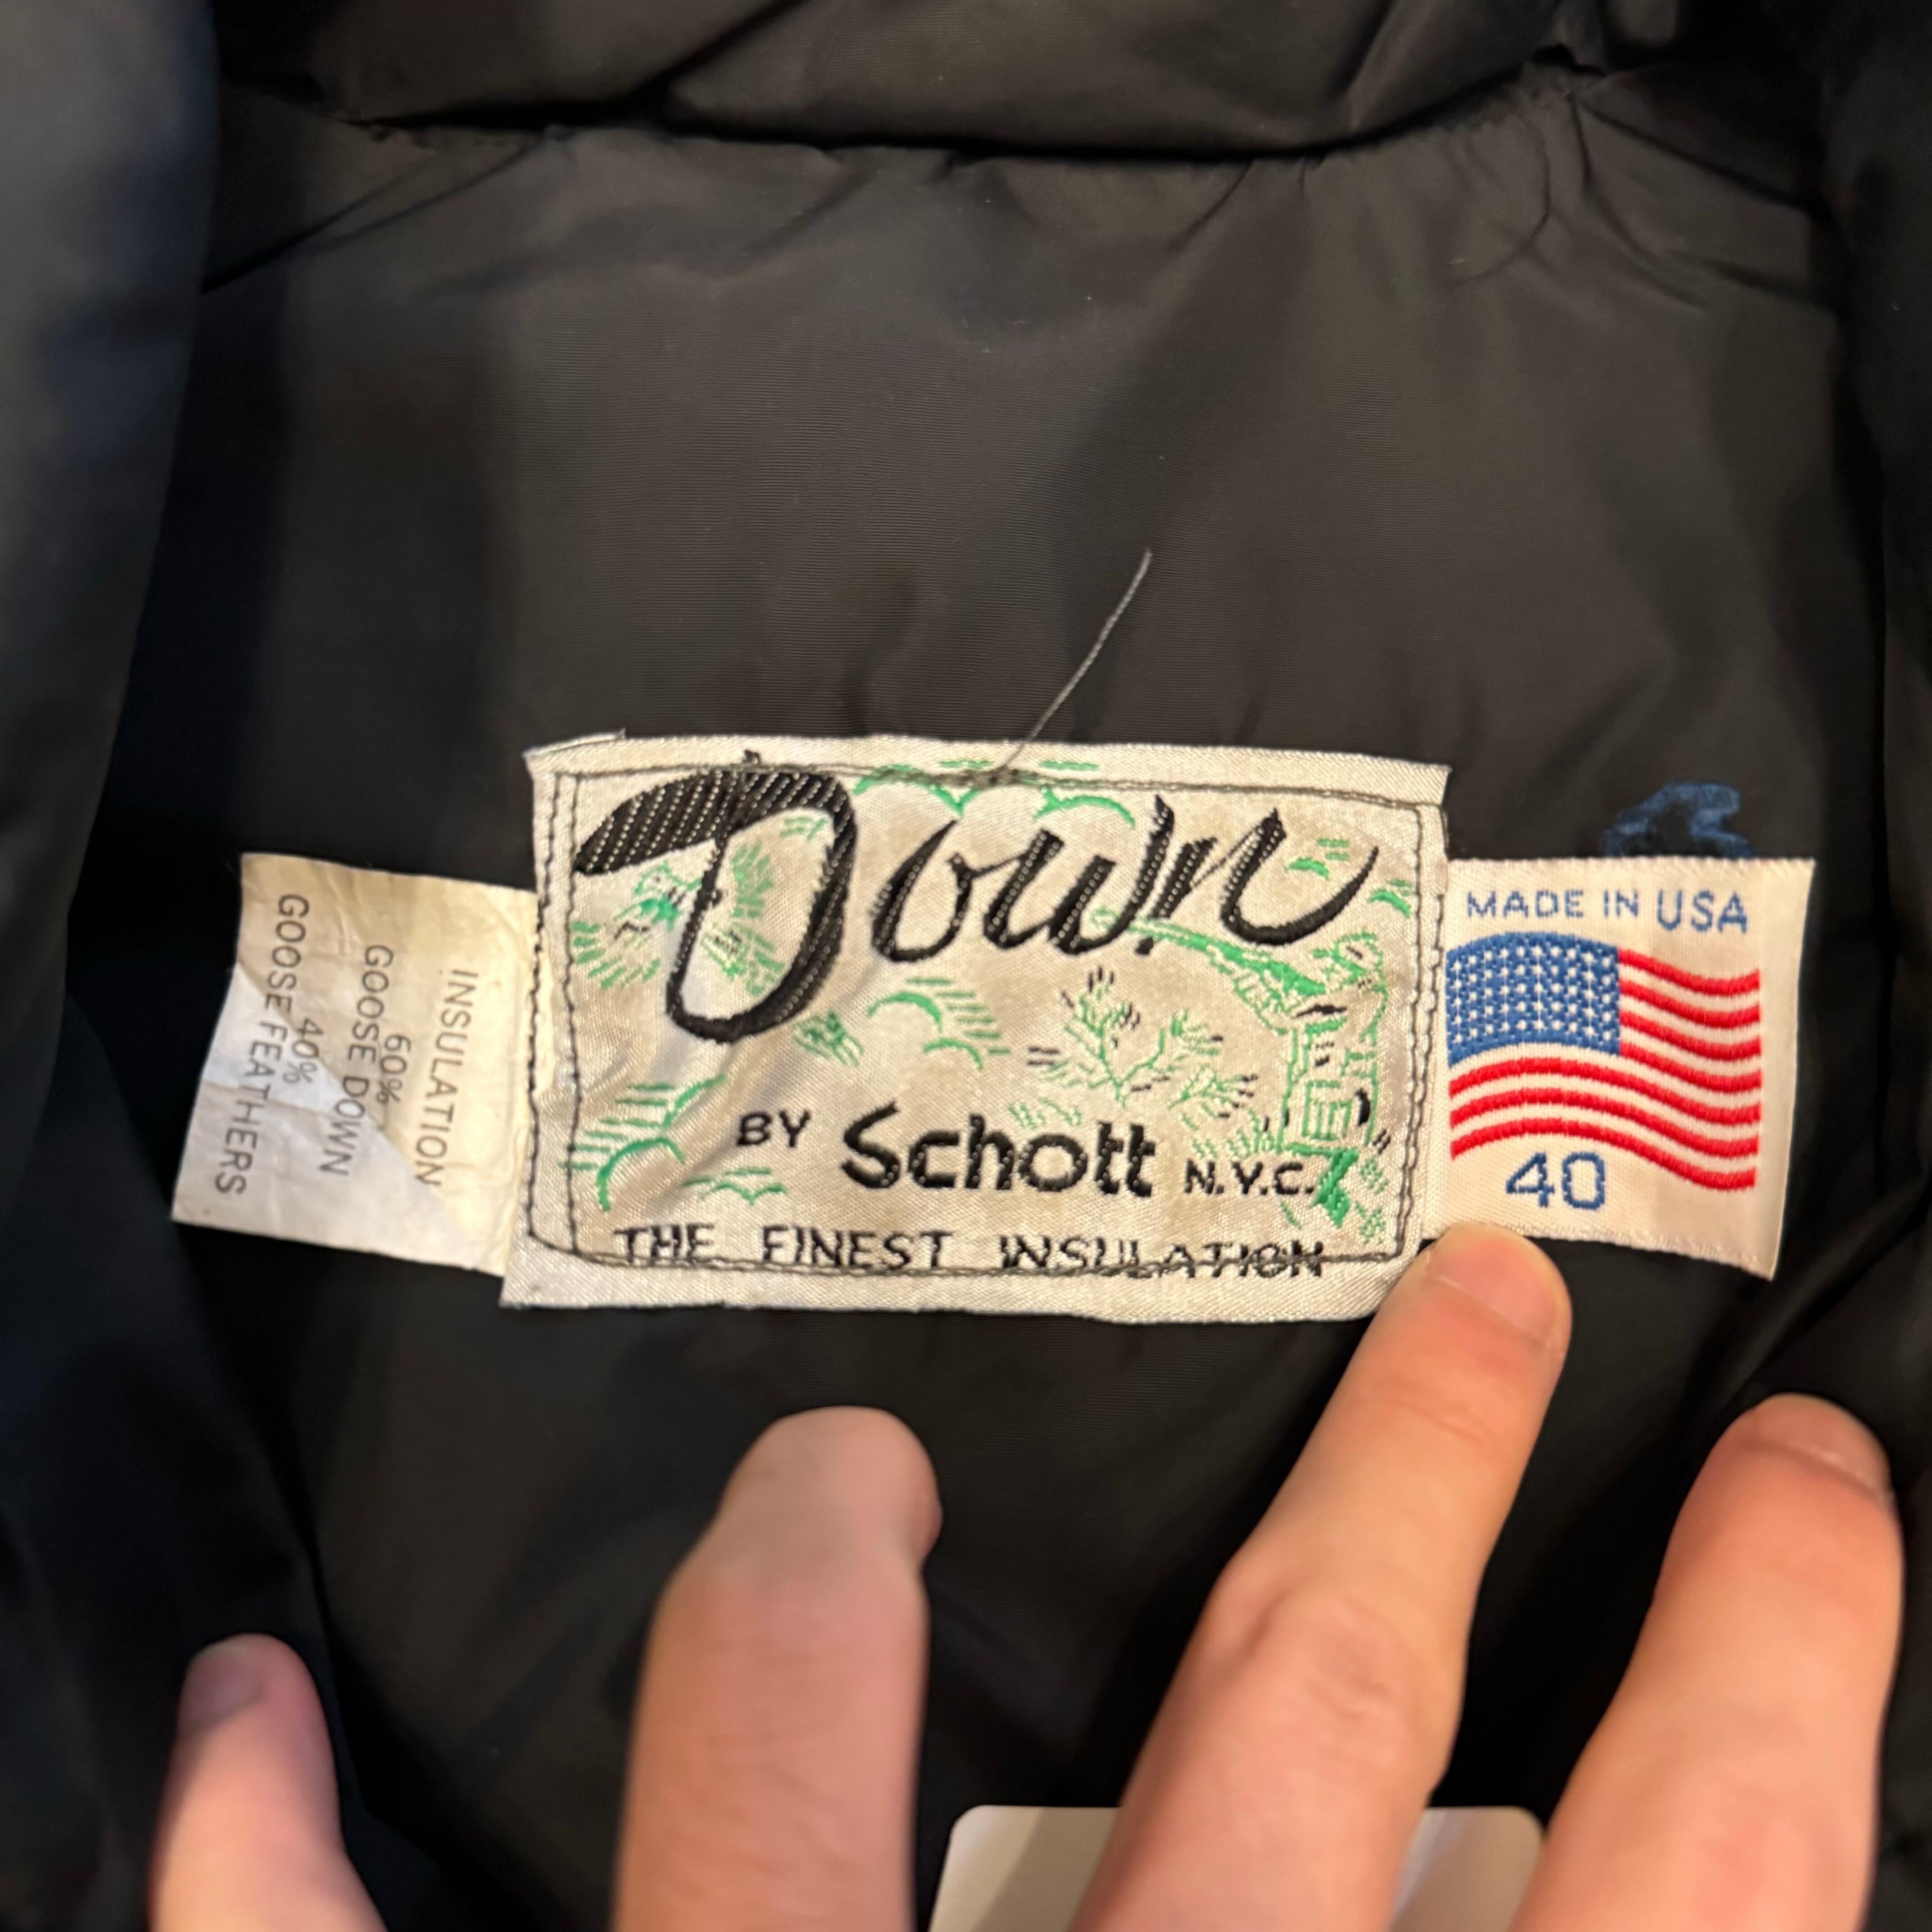 INSULATION
60%
GOOSE DOWN
40%
GOOSE FEATHERS
Down
BY Schott N.Y.C.
THE FINEST INSULATION
MADE IN USA
40